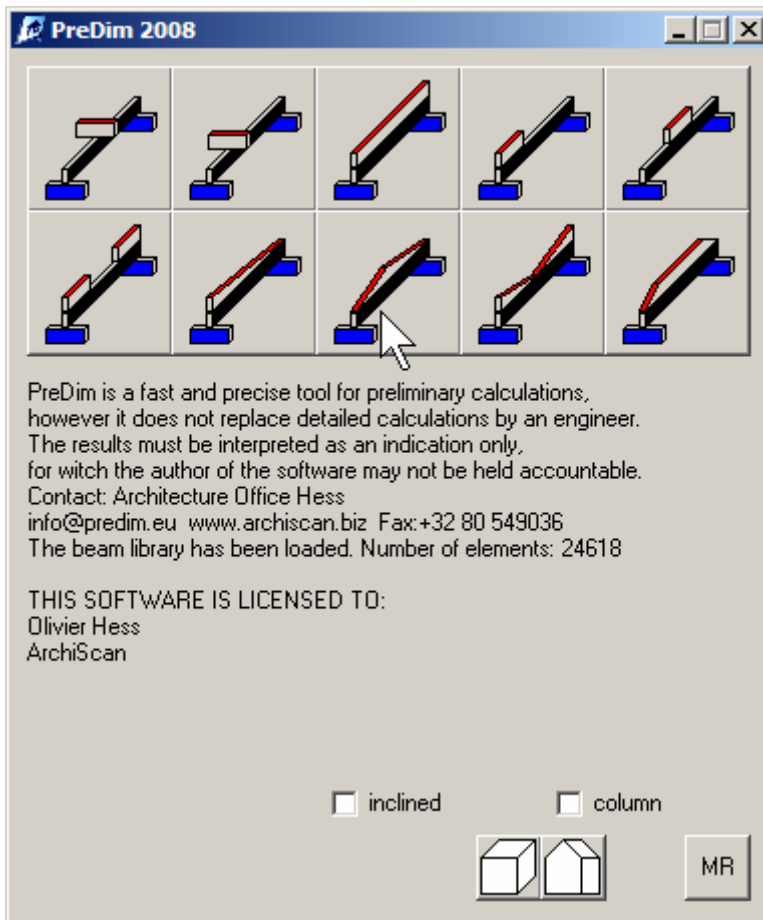 PreDim 2008
PreDim is a fast and precise tool for preliminary calculations,
however it does not replace detailed calculations by an engineer.
The results must be interpreted as an indication only,
for witch the author of the software may not be held accountable.
Contact: Architecture Office Hess
info@predim.eu www.archiscan.biz Fax:+32 80 549036
The beam library has been loaded. Number of elements: 24618
THIS SOFTWARE IS LICENSED TO:
Olivier Hess
ArchiScan
inclined column
MR